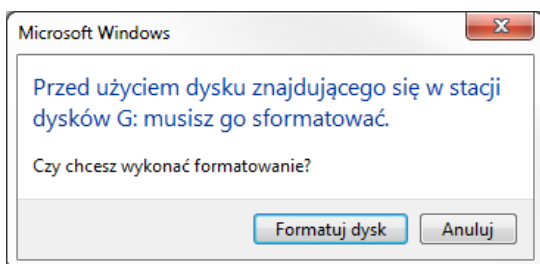 Microsoft Windows
Przed użyciem dysku znajdującego się w stacji
dysków G: musisz go sformatować.
Czy chcesz wykonać formatowanie?
Formatuj dysk
Anuluj